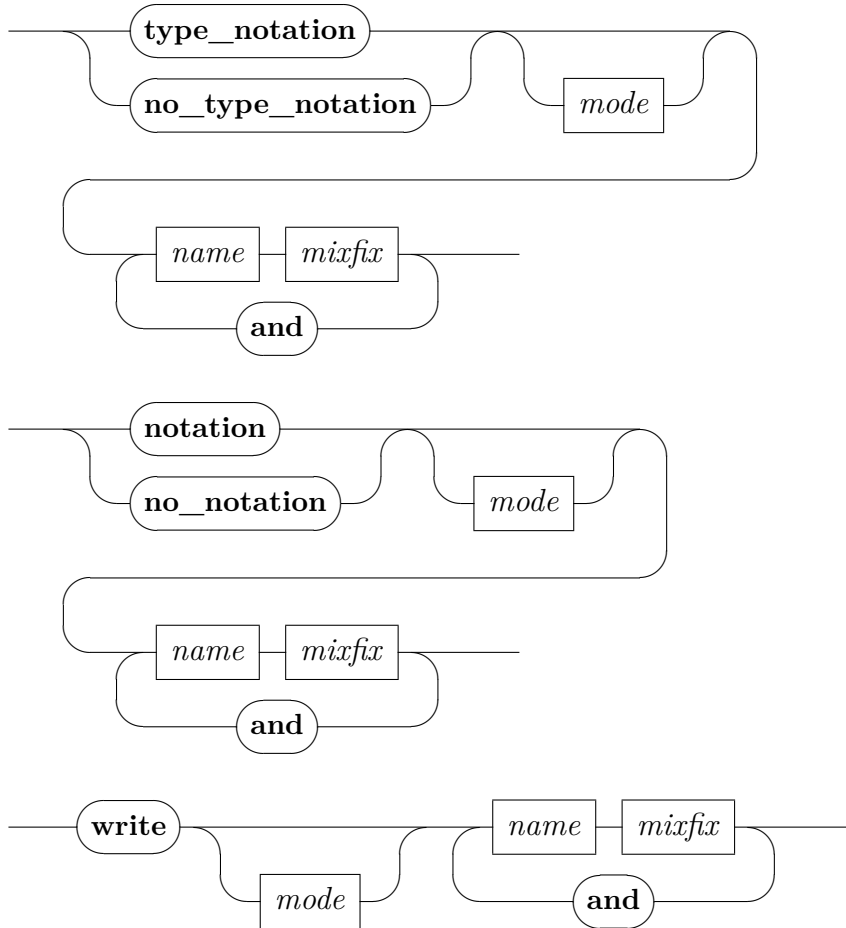 type_notation
no_type_notation mode
name mixfix
and
notation
no_notation mode
name mixfix
and
write name mixfix
mode and